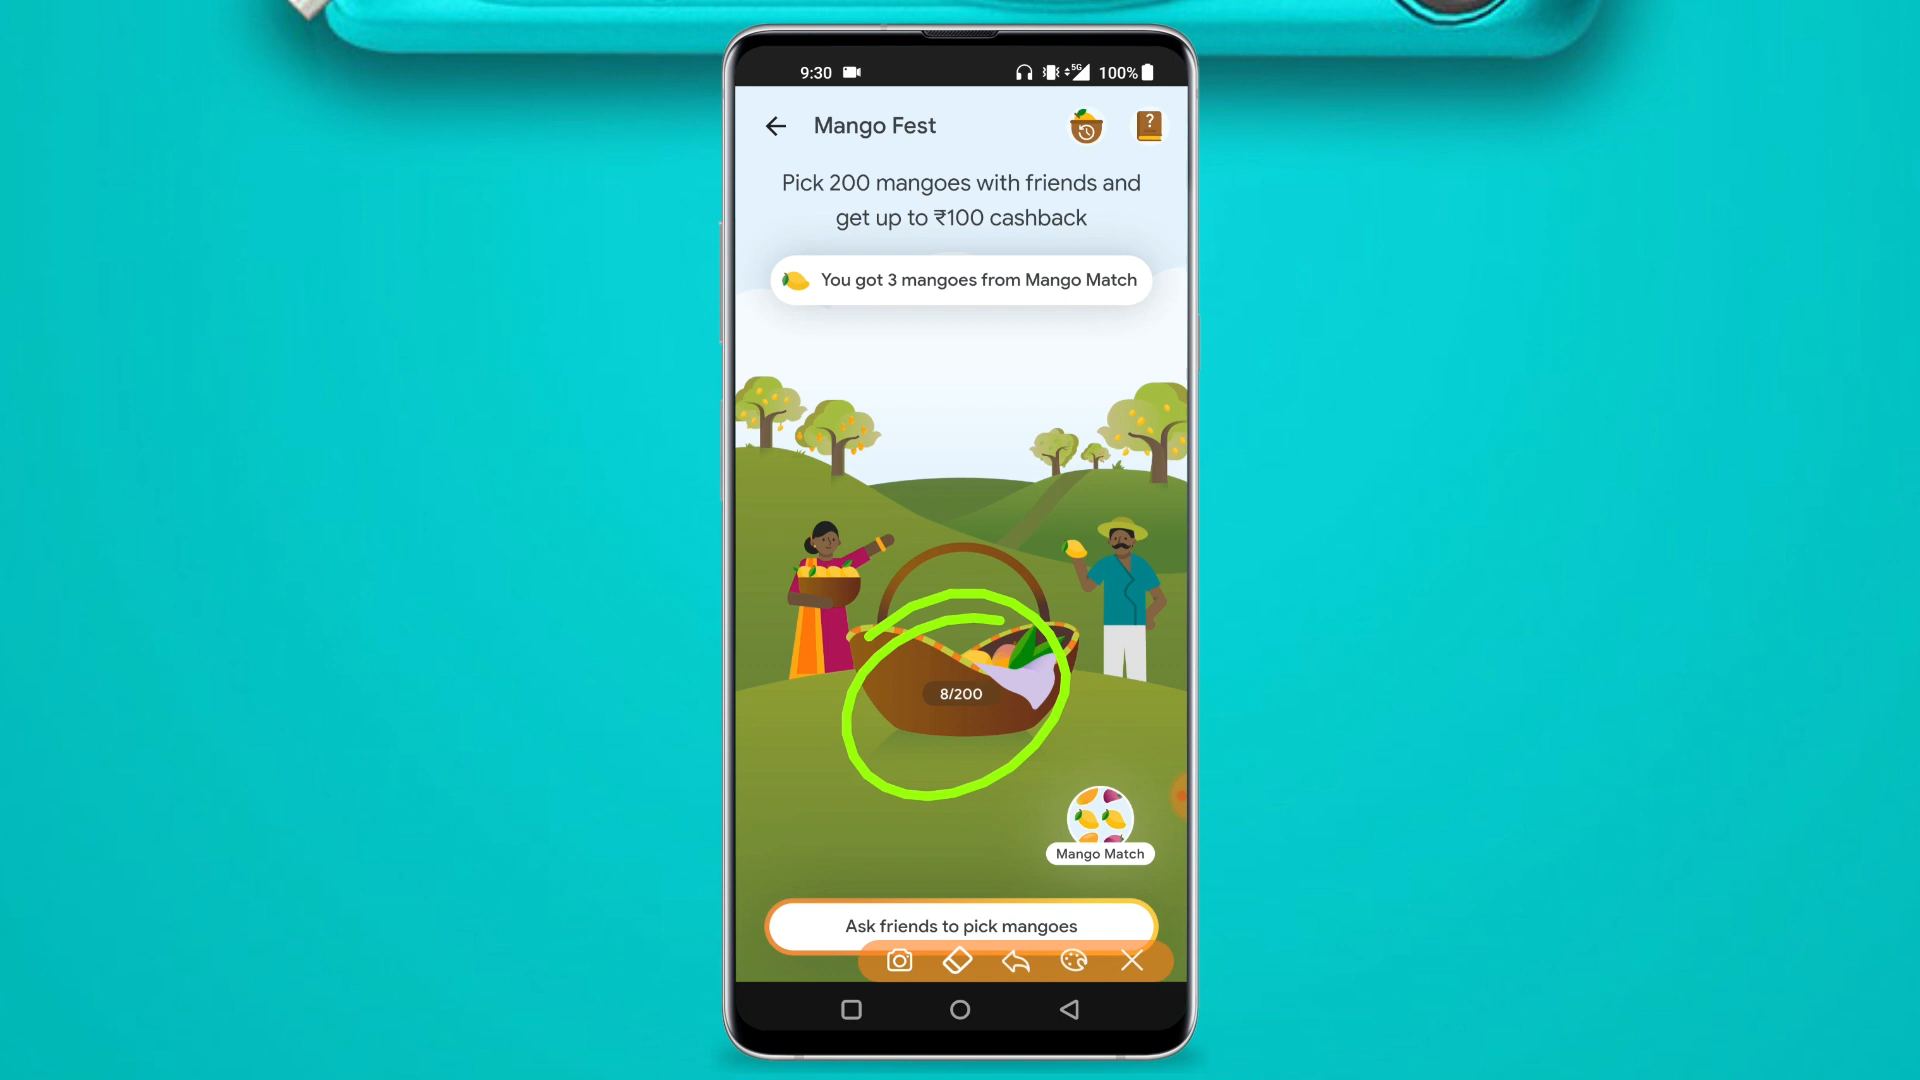 9:30
5G
100%
Mango Fest
?
Pick 200 mangoes with friends and
get up to ₹100 cashback
You got 3 mangoes from Mango Match
8/200
Mango Match
Ask friends to pick mangoes